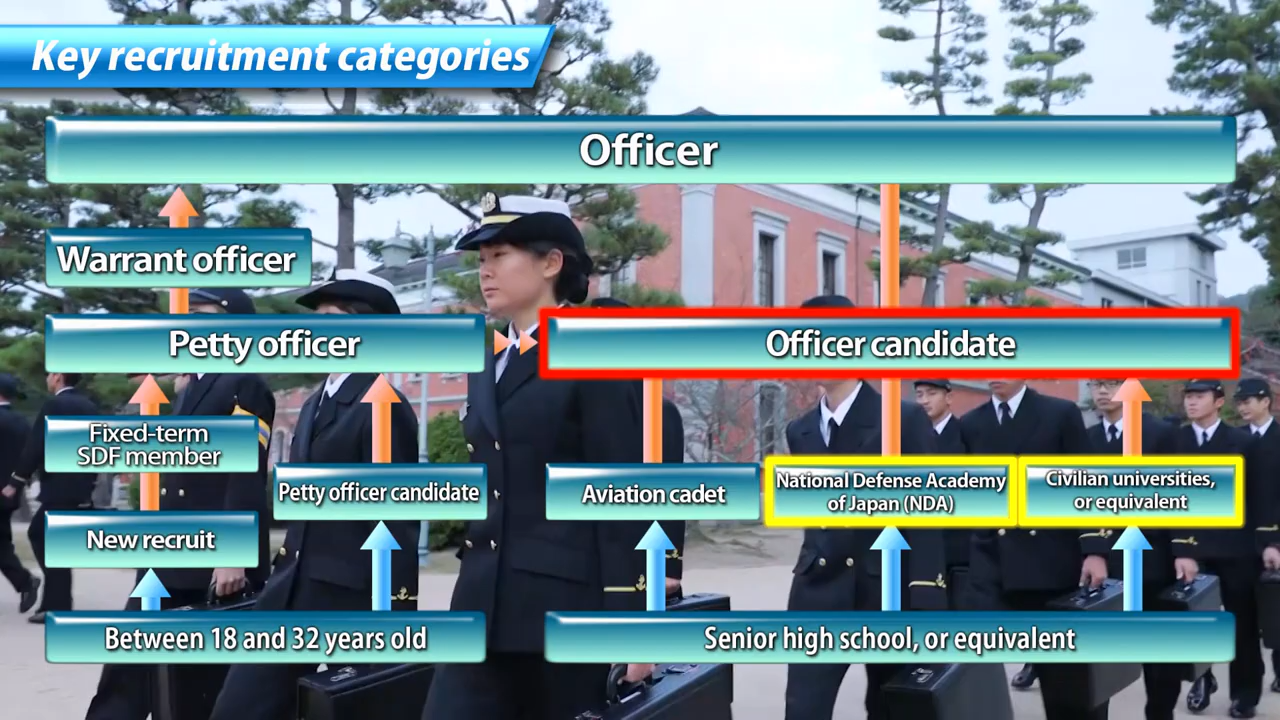 Key recruitment categories
Officer
Warrant officer
Petty officer
Officer candidate
Fixed-term
SDF member
Petty officer candidate
Aviation cadet
National Defense Academy
of Japan (NDA)
Civilian universities,
or equivalent
New recruit
Between 18 and 32 years old
Senior high school, or equivalent